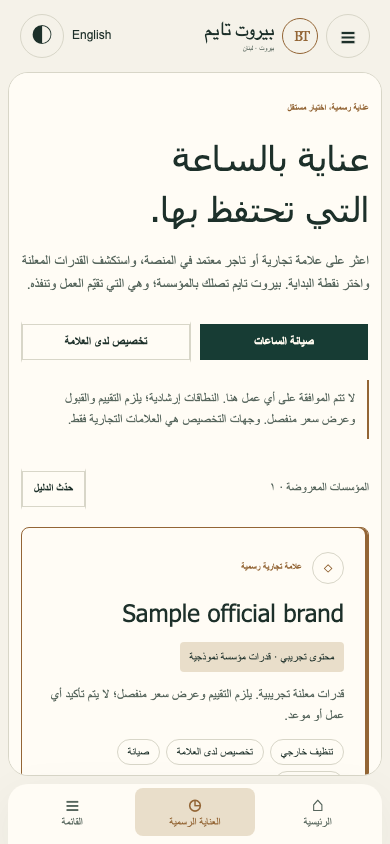 بيروت تايم
بيروت · لبنان
BT
English
عناية رسمية، اختيار مستقل
عناية بالساعة
التي تحتفظ بها.
اعثر على علامة تجارية أو تاجر معتمد في المنصة، واستكشف القدرات المعلنة
واختر نقطة البداية. بيروت تايم تصلك بالمؤسسة؛ وهي التي تقيّم العمل وتنفذه.
صيانة الساعات
تخصيص لدى العلامة
لا تتم الموافقة على أي عمل هنا. النطاقات إرشادية؛ يلزم التقييم والقبول
وعرض سعر منفصل. وجهات التخصيص هي العلامات التجارية فقط.
المؤسسات المعروضة · ١
حدّث الدليل
علامة تجارية رسمية
Sample official brand
محتوى تجريبي · قدرات مؤسسة نموذجية
قدرات معلنة تجريبية. يلزم التقييم وعرض سعر منفصل؛ لا يتم تأكيد أي
عمل أو موعد.
تنظيف خارجي
تخصيص لدى العلامة
صيانة
الرئيسية
العناية الرسمية
القائمة